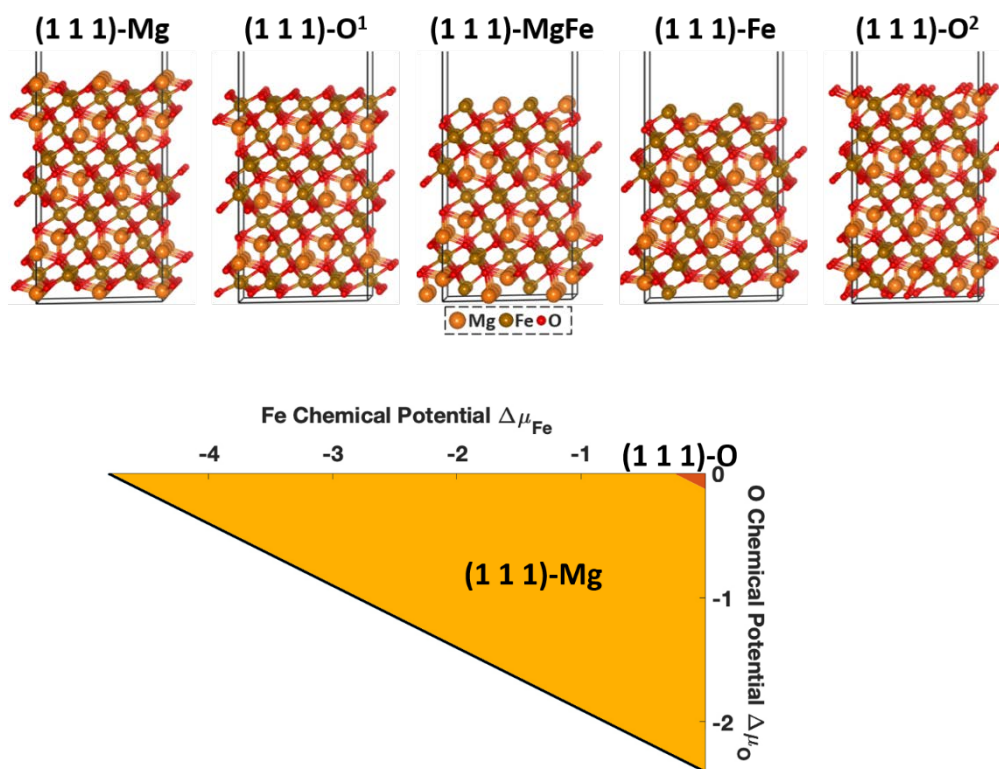 (1 1 1)-Mg (1 1 1)-O¹ (1 1 1)-MgFe (1 1 1)-Fe (1 1 1)-O²
Mg Fe O
Fe Chemical Potential Δμ_Fe
-4 -3 -2 -1 0
(1 1 1)-O
(1 1 1)-Mg
-1
-2
O Chemical Potential Δμ_O